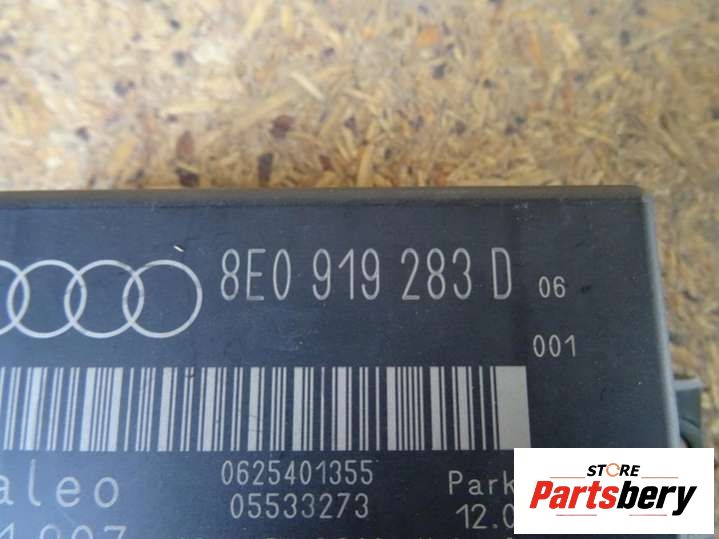 8E0 919 283 D 06
001
0625401355
aleo 05533273 Park
12.0
STORE
Partsbery